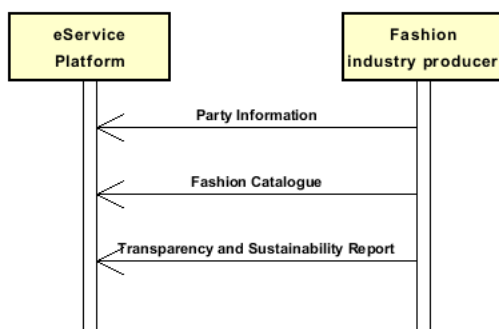 eService
Platform
Fashion
industry producer
Party Information
Fashion Catalogue
Transparency and Sustainability Report